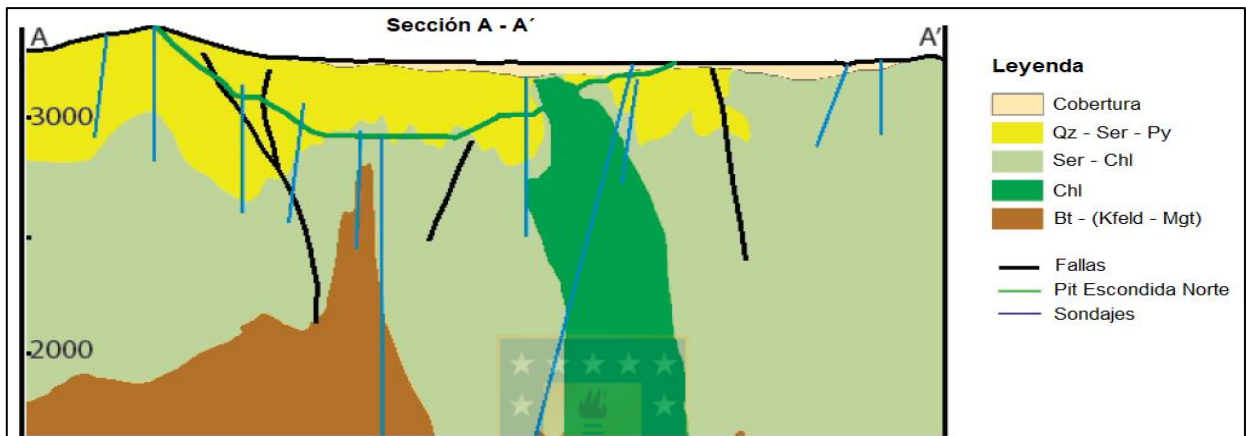 Sección A - A´
A
A'
3000
2000
Leyenda
Cobertura
Qz - Ser - Py
Ser - Chl
Chl
Bt - (Kfeld - Mgt)
Fallas
Pit Escondida Norte
Sondajes